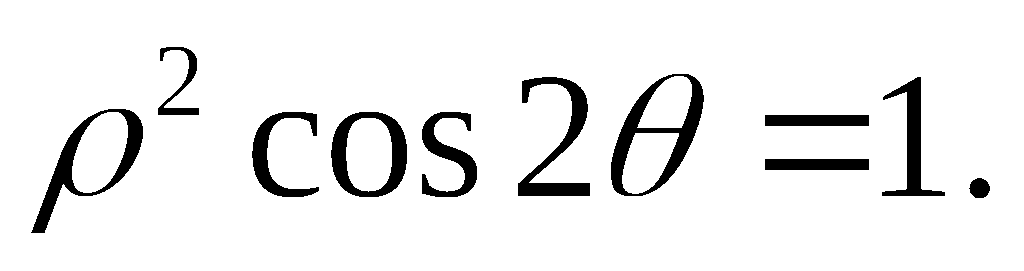 ρ² cos 2θ = 1.